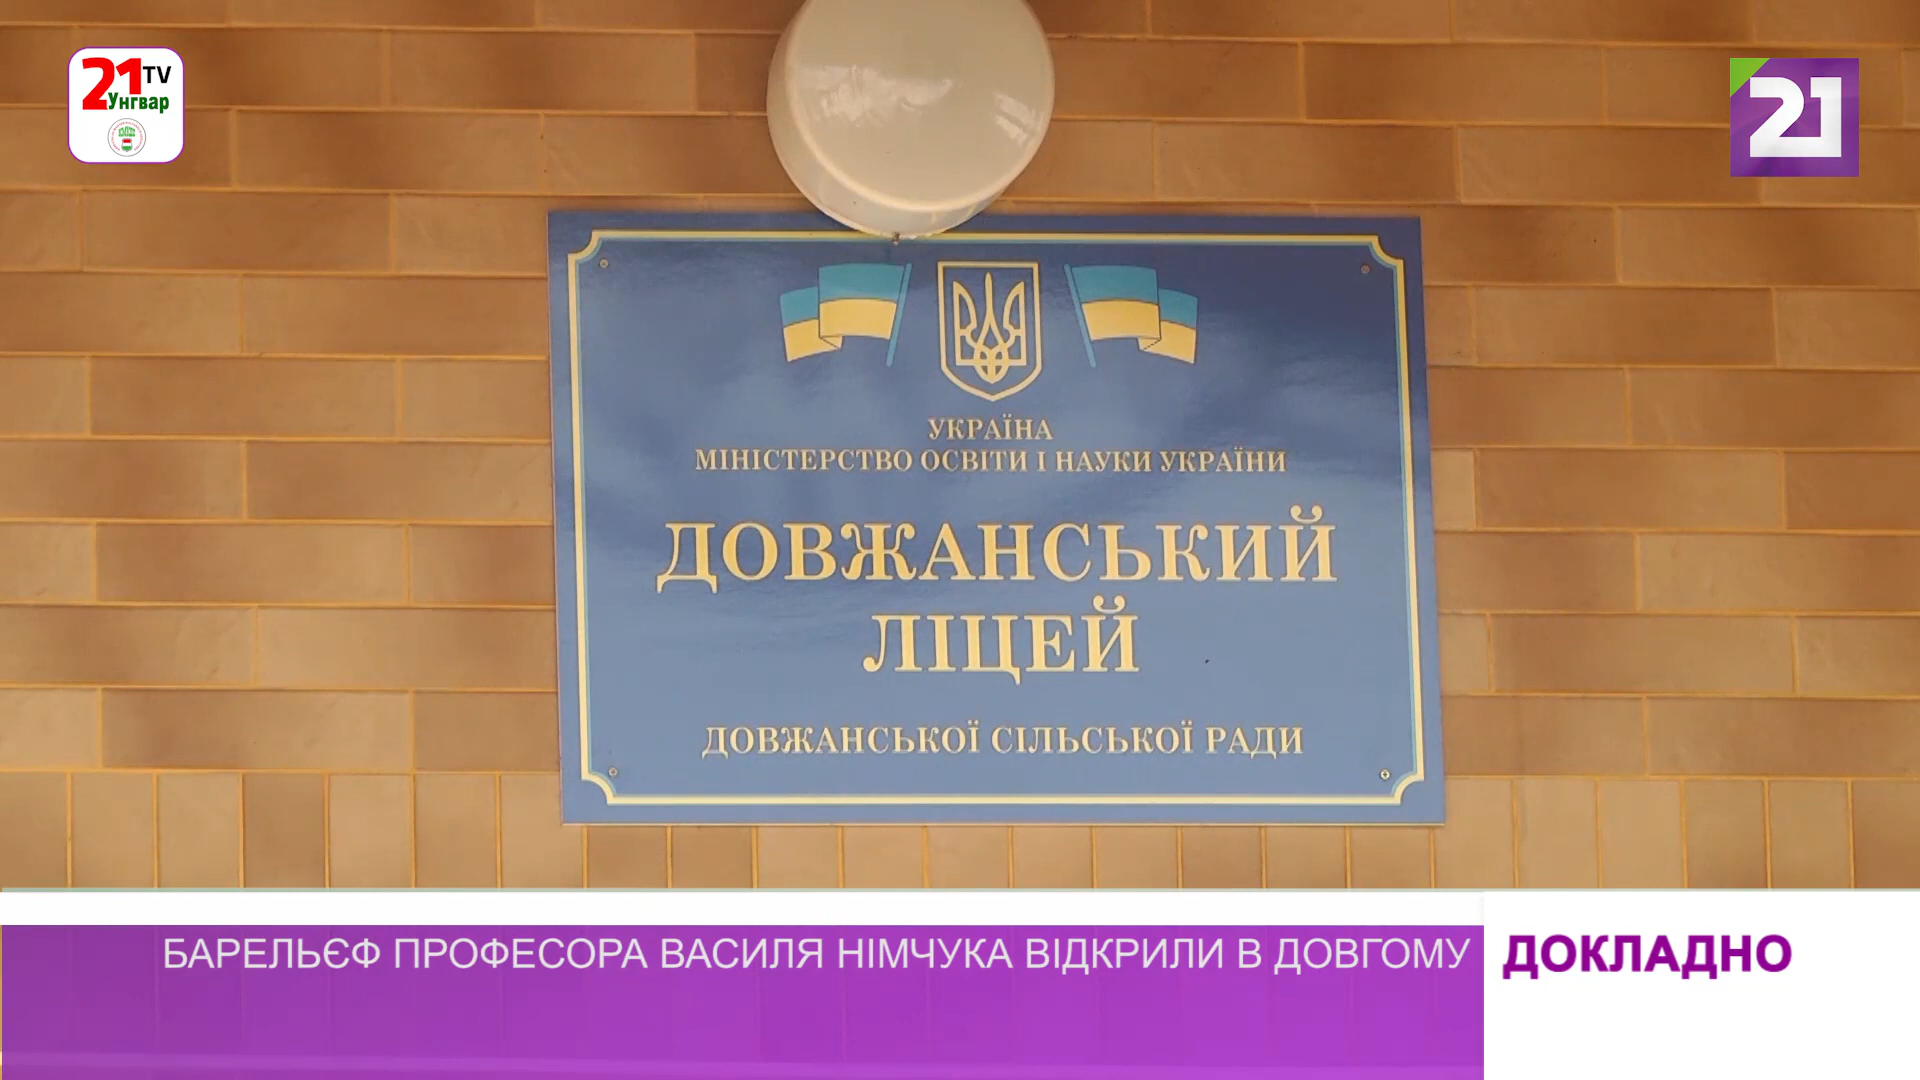 21 TV
Унгвар
21
УКРАЇНА
МІНІСТЕРСТВО ОСВІТИ І НАУКИ УКРАЇНИ
ДОВЖАНСЬКИЙ
ЛІЦЕЙ
ДОВЖАНСЬКОЇ СІЛЬСЬКОЇ РАДИ
БАРЕЛЬЄФ ПРОФЕСОРА ВАСИЛЯ НІМЧУКА ВІДКРИЛИ В ДОВГОМУ
ДОКЛАДНО